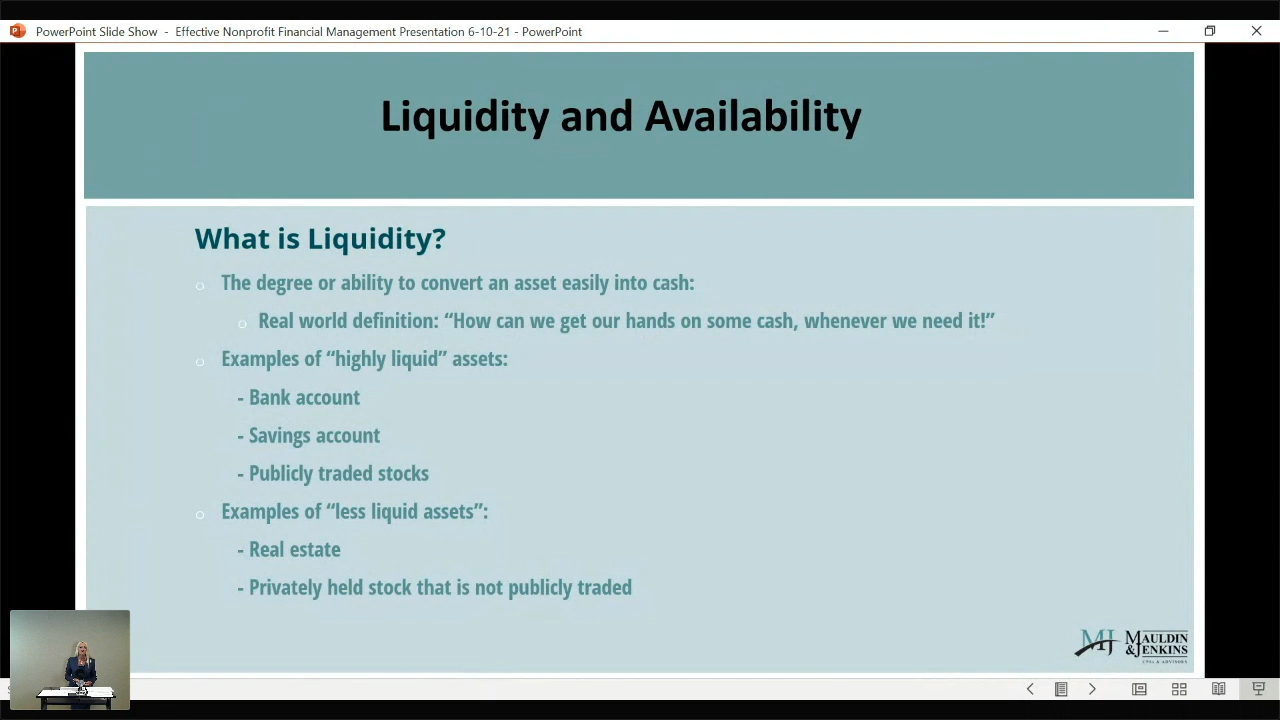 PowerPoint Slide Show - Effective Nonprofit Financial Management Presentation 6-10-21 - PowerPoint
Liquidity and Availability
What is Liquidity?
The degree or ability to convert an asset easily into cash:
Real world definition: “How can we get our hands on some cash, whenever we need it!”
Examples of “highly liquid” assets:
- Bank account
- Savings account
- Publicly traded stocks
Examples of “less liquid assets”:
- Real estate
- Privately held stock that is not publicly traded
MJ MAULDIN
&JENKINS
CPAS & ADVISORS